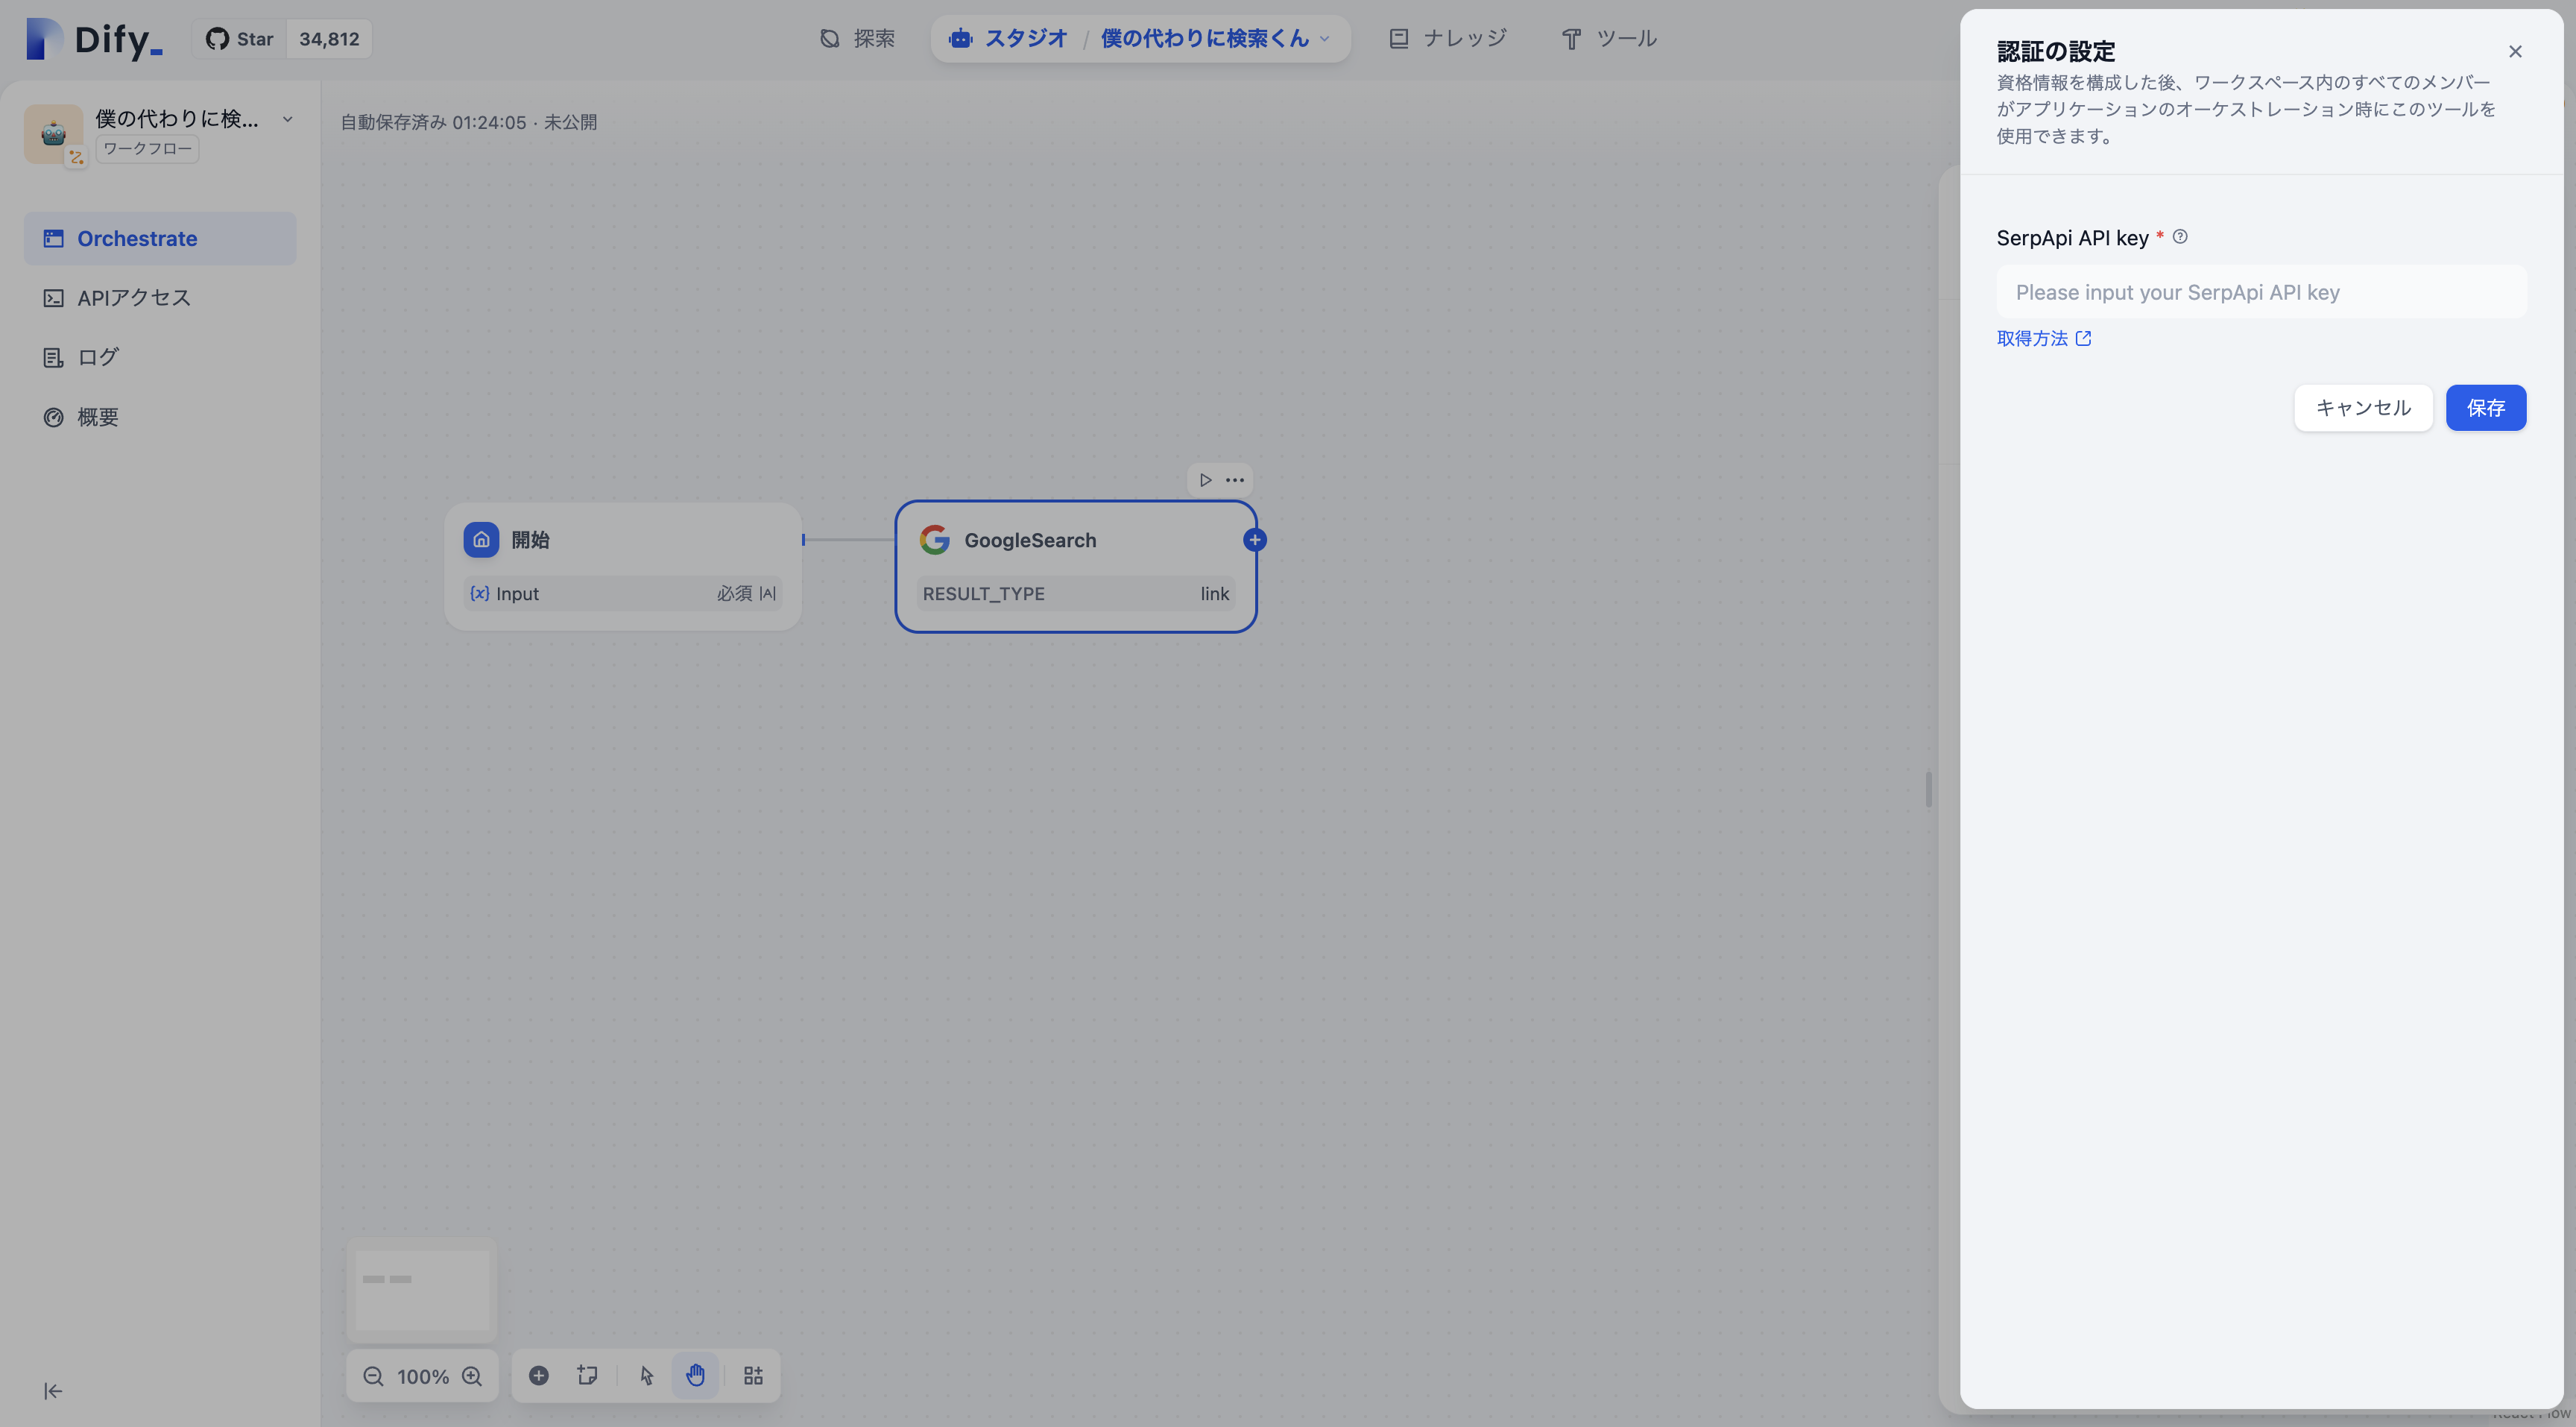 Dify_
Star 34,812
探索
スタジオ / 僕の代わりに検索くん
ナレッジ
ツール
僕の代わりに検...
ワークフロー
Orchestrate
APIアクセス
ログ
概要
自動保存済み 01:24:05 · 未公開
開始
{x} Input 必須
GoogleSearch
RESULT_TYPE link
100%
認証の設定
資格情報を構成した後、ワークスペース内のすべてのメンバー
がアプリケーションのオーケストレーション時にこのツールを
使用できます。
SerpApi API key *
Please input your SerpApi API key
取得方法
キャンセル
保存
React Flow